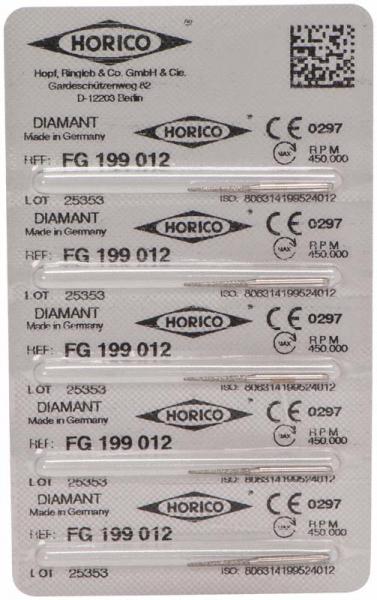 HORICO ®
Hopf, Ringleb & Co. GmbH & Cie.
Gardeschützenweg 82
D-12203 Berlin
DIAMANT HORICO ® CE 0297
Made in Germany
REF: FG 199 012 MAX RPM 450.000
LOT 25353 ISO: 806314199524012
DIAMANT HORICO ® CE 0297
Made in Germany
REF: FG 199 012 MAX RPM 450.000
LOT 25353 ISO: 806314199524012
DIAMANT HORICO ® CE 0297
Made in Germany
REF: FG 199 012 MAX RPM 450.000
LOT 25353 ISO: 806314199524012
DIAMANT HORICO ® CE 0297
Made in Germany
REF: FG 199 012 MAX RPM 450.000
LOT 25353 ISO: 806314199524012
DIAMANT HORICO ® CE 0297
Made in Germany
REF: FG 199 012 MAX RPM 450.000
LOT 25353 ISO: 806314199524012